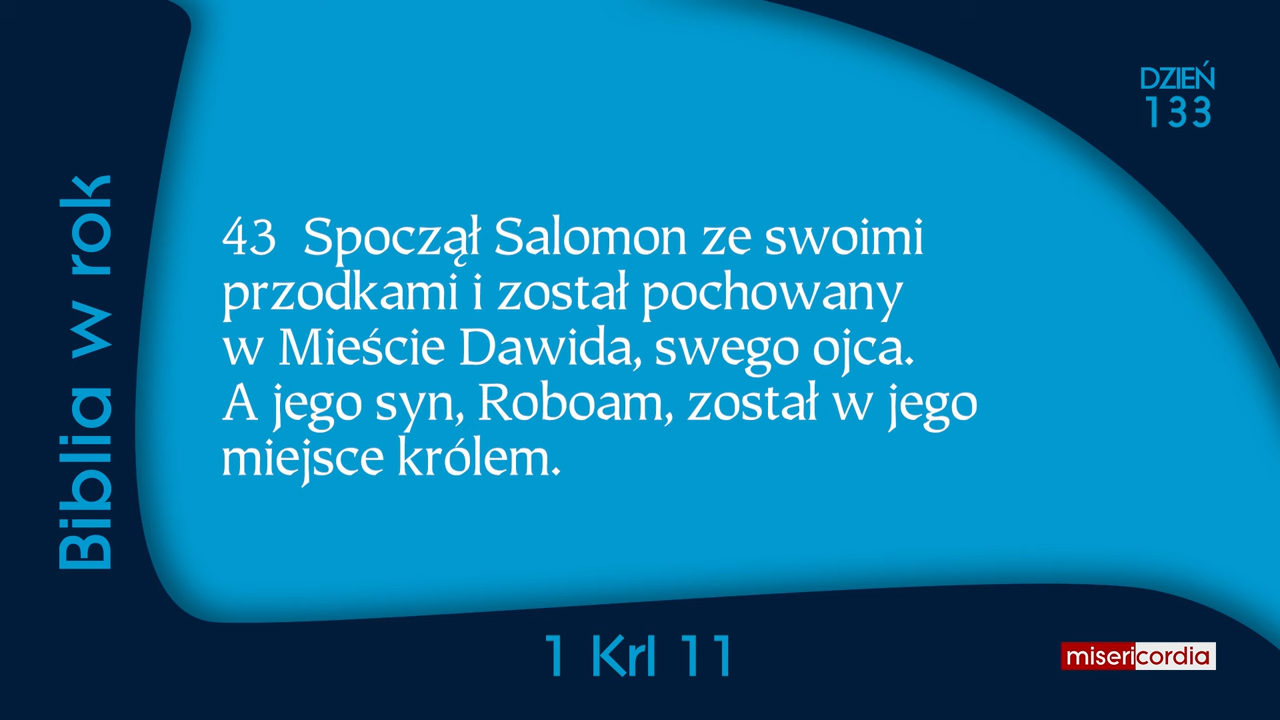 DZIEŃ
133
Biblia w rok
43 Spoczął Salomon ze swoimi
przodkami i został pochowany
w Mieście Dawida, swego ojca.
A jego syn, Roboam, został w jego
miejsce królem.
1 Krl 11
misericordia